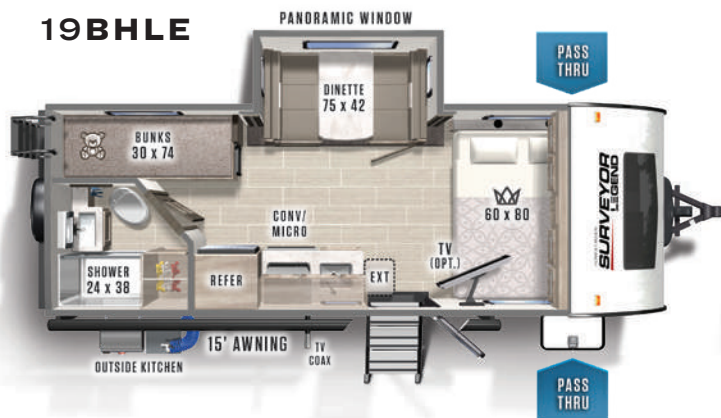 19BHLE
PANORAMIC WINDOW
PASS
THRU
DINETTE
75 x 42
BUNKS
30 x 74
60 x 80
SURVEYOR
LEGEND
CONV/
MICRO
TV
(OPT.)
SHOWER
24 x 38
REFER
EXT
15' AWNING
TV
COAX
OUTSIDE KITCHEN
PASS
THRU